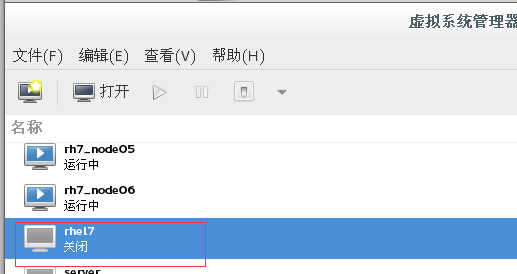 虚拟系统管理器
文件(F) 编辑(E) 查看(V) 帮助(H)
打开
名称
rh7_node05
运行中
rh7_node06
运行中
rhel7
关闭
server